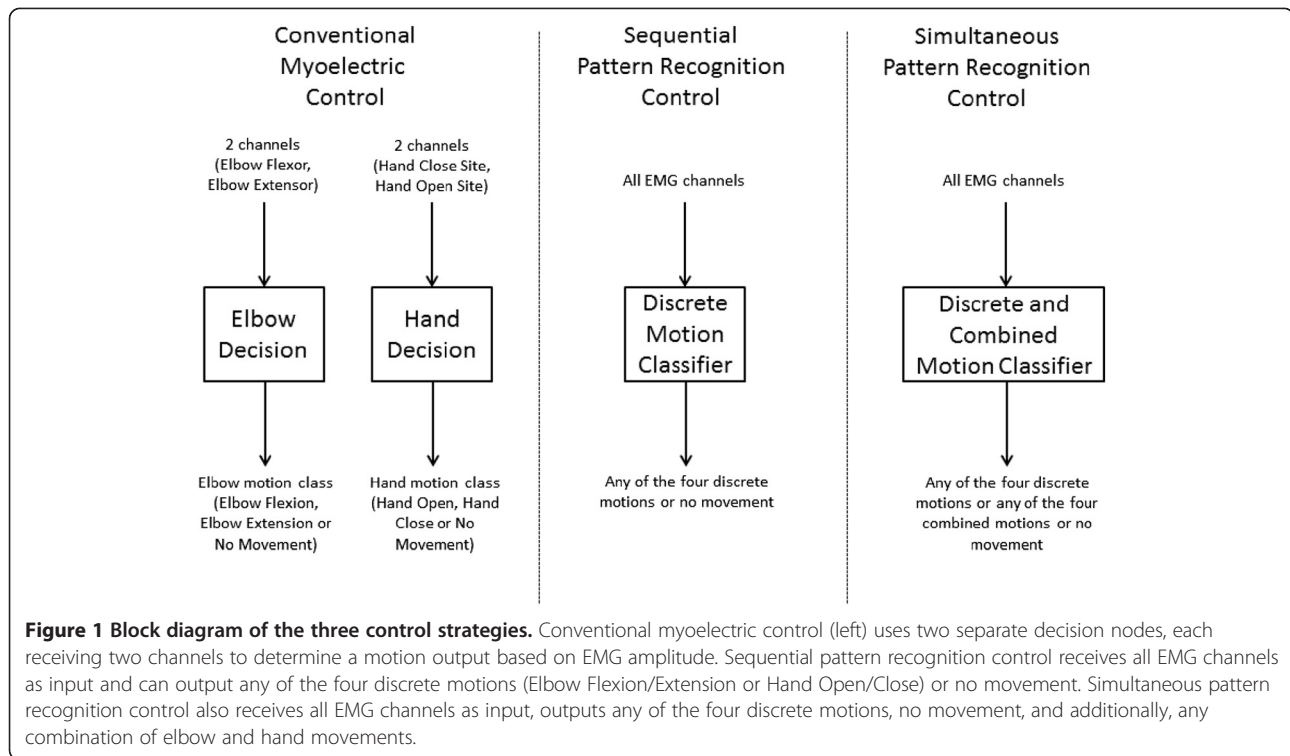 Conventional
Myoelectric
Control
2 channels
(Elbow Flexor,
Elbow Extensor)
2 channels
(Hand Close Site,
Hand Open Site)
Elbow
Decision
Hand
Decision
Elbow motion class
(Elbow Flexion,
Elbow Extension or
No Movement)
Hand motion class
(Hand Open, Hand
Close or No
Movement)
Sequential
Pattern Recognition
Control
All EMG channels
Discrete
Motion
Classifier
Any of the four discrete
motions or no movement
Simultaneous
Pattern Recognition
Control
All EMG channels
Discrete and
Combined
Motion Classifier
Any of the four discrete
motions or any of the four
combined motions or no
movement
Figure 1 Block diagram of the three control strategies. Conventional myoelectric control (left) uses two separate decision nodes, each
receiving two channels to determine a motion output based on EMG amplitude. Sequential pattern recognition control receives all EMG channels
as input and can output any of the four discrete motions (Elbow Flexion/Extension or Hand Open/Close) or no movement. Simultaneous pattern
recognition control also receives all EMG channels as input, outputs any of the four discrete motions, no movement, and additionally, any
combination of elbow and hand movements.